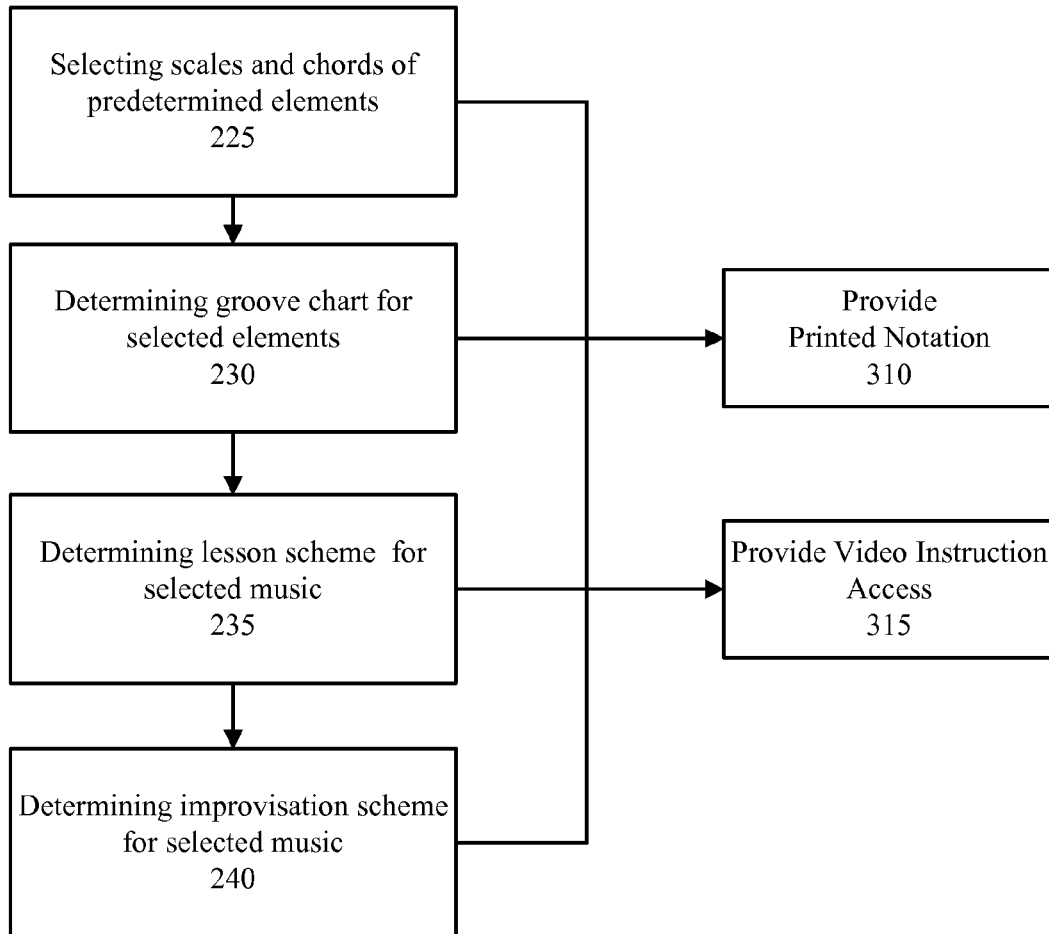 Selecting scales and chords of
predetermined elements
225
Determining groove chart for
selected elements
230
Provide
Printed Notation
310
Determining lesson scheme for
selected music
235
Provide Video Instruction
Access
315
Determining improvisation scheme
for selected music
240